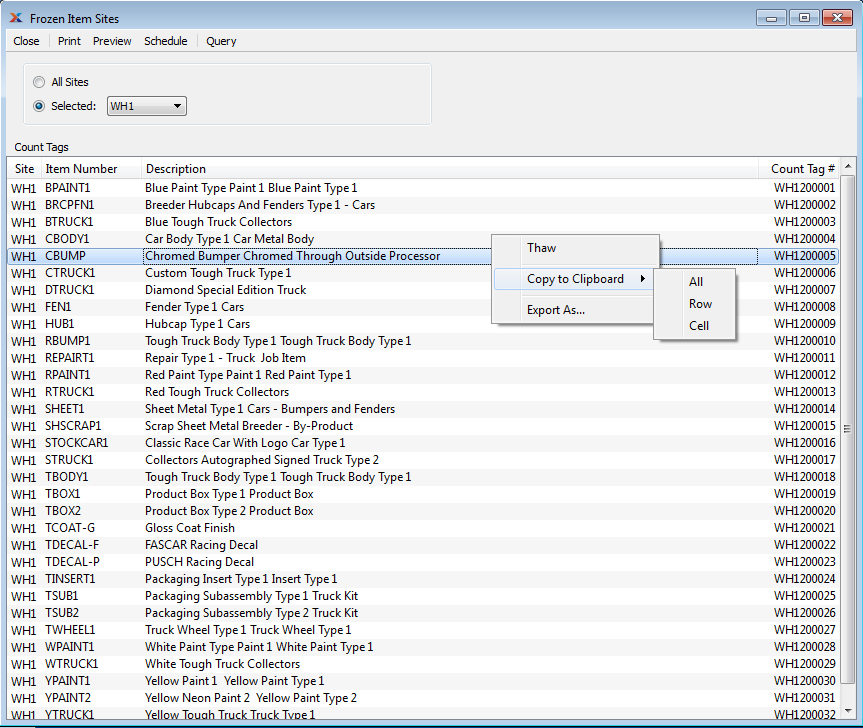 Frozen Item Sites
Close Print Preview Schedule Query
All Sites
Selected: WH1
Count Tags
Site Item Number Description Count Tag #
WH1 BPAINT1 Blue Paint Type Paint 1 Blue Paint Type 1 WH1200001
WH1 BRCPFN1 Breeder Hubcaps And Fenders Type 1 - Cars WH1200002
WH1 BTRUCK1 Blue Tough Truck Collectors WH1200003
WH1 CBODY1 Car Body Type 1 Car Metal Body WH1200004
WH1 CBUMP Chromed Bumper Chromed Through Outside Processor WH1200005
WH1 CTRUCK1 Custom Tough Truck Type 1 WH1200006
WH1 DTRUCK1 Diamond Special Edition Truck WH1200007
WH1 FEN1 Fender Type 1 Cars WH1200008
WH1 HUB1 Hubcap Type 1 Cars WH1200009
WH1 RBUMP1 Tough Truck Body Type 1 Tough Truck Body Type 1 WH1200010
WH1 REPAIRT1 Repair Type 1 - Truck Job Item WH1200011
WH1 RPAINT1 Red Paint Type Paint 1 Red Paint Type 1 WH1200012
WH1 RTRUCK1 Red Tough Truck Collectors WH1200013
WH1 SHEET1 Sheet Metal Type 1 Cars - Bumpers and Fenders WH1200014
WH1 SHSCRAP1 Scrap Sheet Metal Breeder - By-Product WH1200015
WH1 STOCKCAR1 Classic Race Car With Logo Car Type 1 WH1200016
WH1 STRUCK1 Collectors Autographed Signed Truck Type 2 WH1200017
WH1 TBODY1 Tough Truck Body Type 1 Tough Truck Body Type 1 WH1200018
WH1 TBOX1 Product Box Type 1 Product Box WH1200019
WH1 TBOX2 Product Box Type 2 Product Box WH1200020
WH1 TCOAT-G Gloss Coat Finish WH1200021
WH1 TDECAL-F FASCAR Racing Decal WH1200022
WH1 TDECAL-P PUSCH Racing Decal WH1200023
WH1 TINSERT1 Packaging Insert Type 1 Insert Type 1 WH1200024
WH1 TSUB1 Packaging Subassembly Type 1 Truck Kit WH1200025
WH1 TSUB2 Packaging Subassembly Type 2 Truck Kit WH1200026
WH1 TWHEEL1 Truck Wheel Type 1 Truck Wheel Type 1 WH1200027
WH1 WPAINT1 White Paint Type Paint 1 White Paint Type 1 WH1200028
WH1 WTRUCK1 White Tough Truck Collectors WH1200029
WH1 YPAINT1 Yellow Paint 1 Yellow Paint Type 1 WH1200030
WH1 YPAINT2 Yellow Neon Paint 2 Yellow Paint Type 2 WH1200031
WH1 YTRUCK1 Yellow Tough Truck Truck Type 1 WH1200032
Thaw
Copy to Clipboard
Export As...
All
Row
Cell